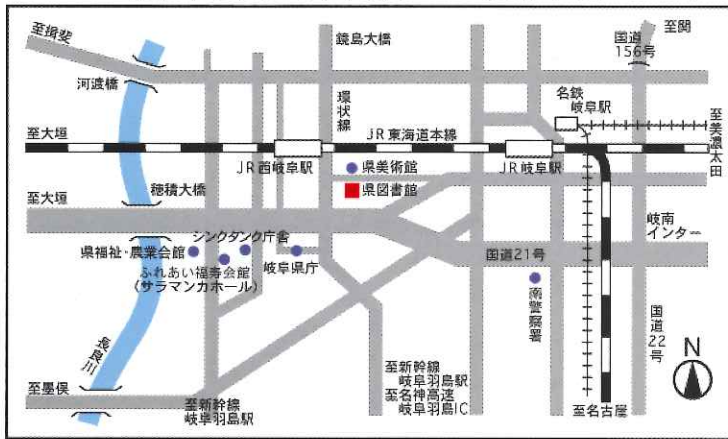 至揖斐
鏡島大橋
国道
156号
至関
河渡橋
名鉄
岐阜駅
環状線
至大垣
JR東海道本線
至美濃太田
JR西岐阜駅
県美術館
JR岐阜駅
穂積大橋
至大垣
県図書館
岐南
インター
シンクタンク庁舎
県福祉・農業会館
国道21号
ふれあい福寿会館
(サラマンカホール)
岐阜県庁
南警察署
長良川
国道22号
N
至新幹線
岐阜羽島駅
至名神高速
岐阜羽島IC
至墨俣
至新幹線
岐阜羽島駅
至名古屋